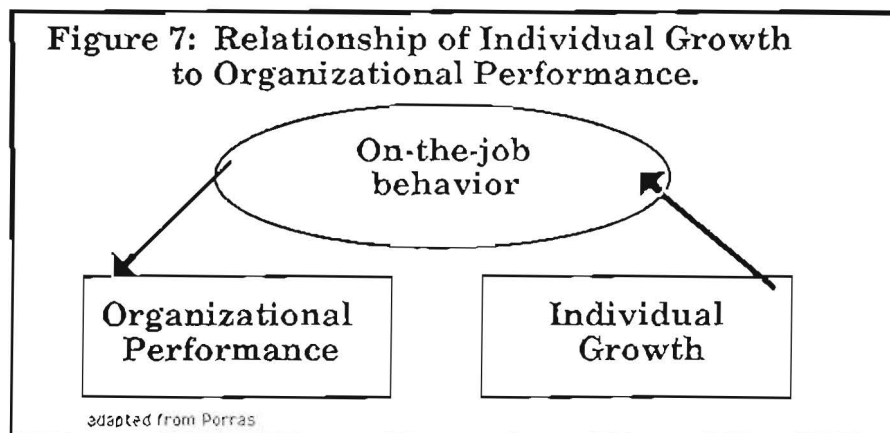 Figure 7: Relationship of Individual Growth
to Organizational Performance.
On-the-job
behavior
Organizational
Performance
Individual
Growth
adapted from Porras